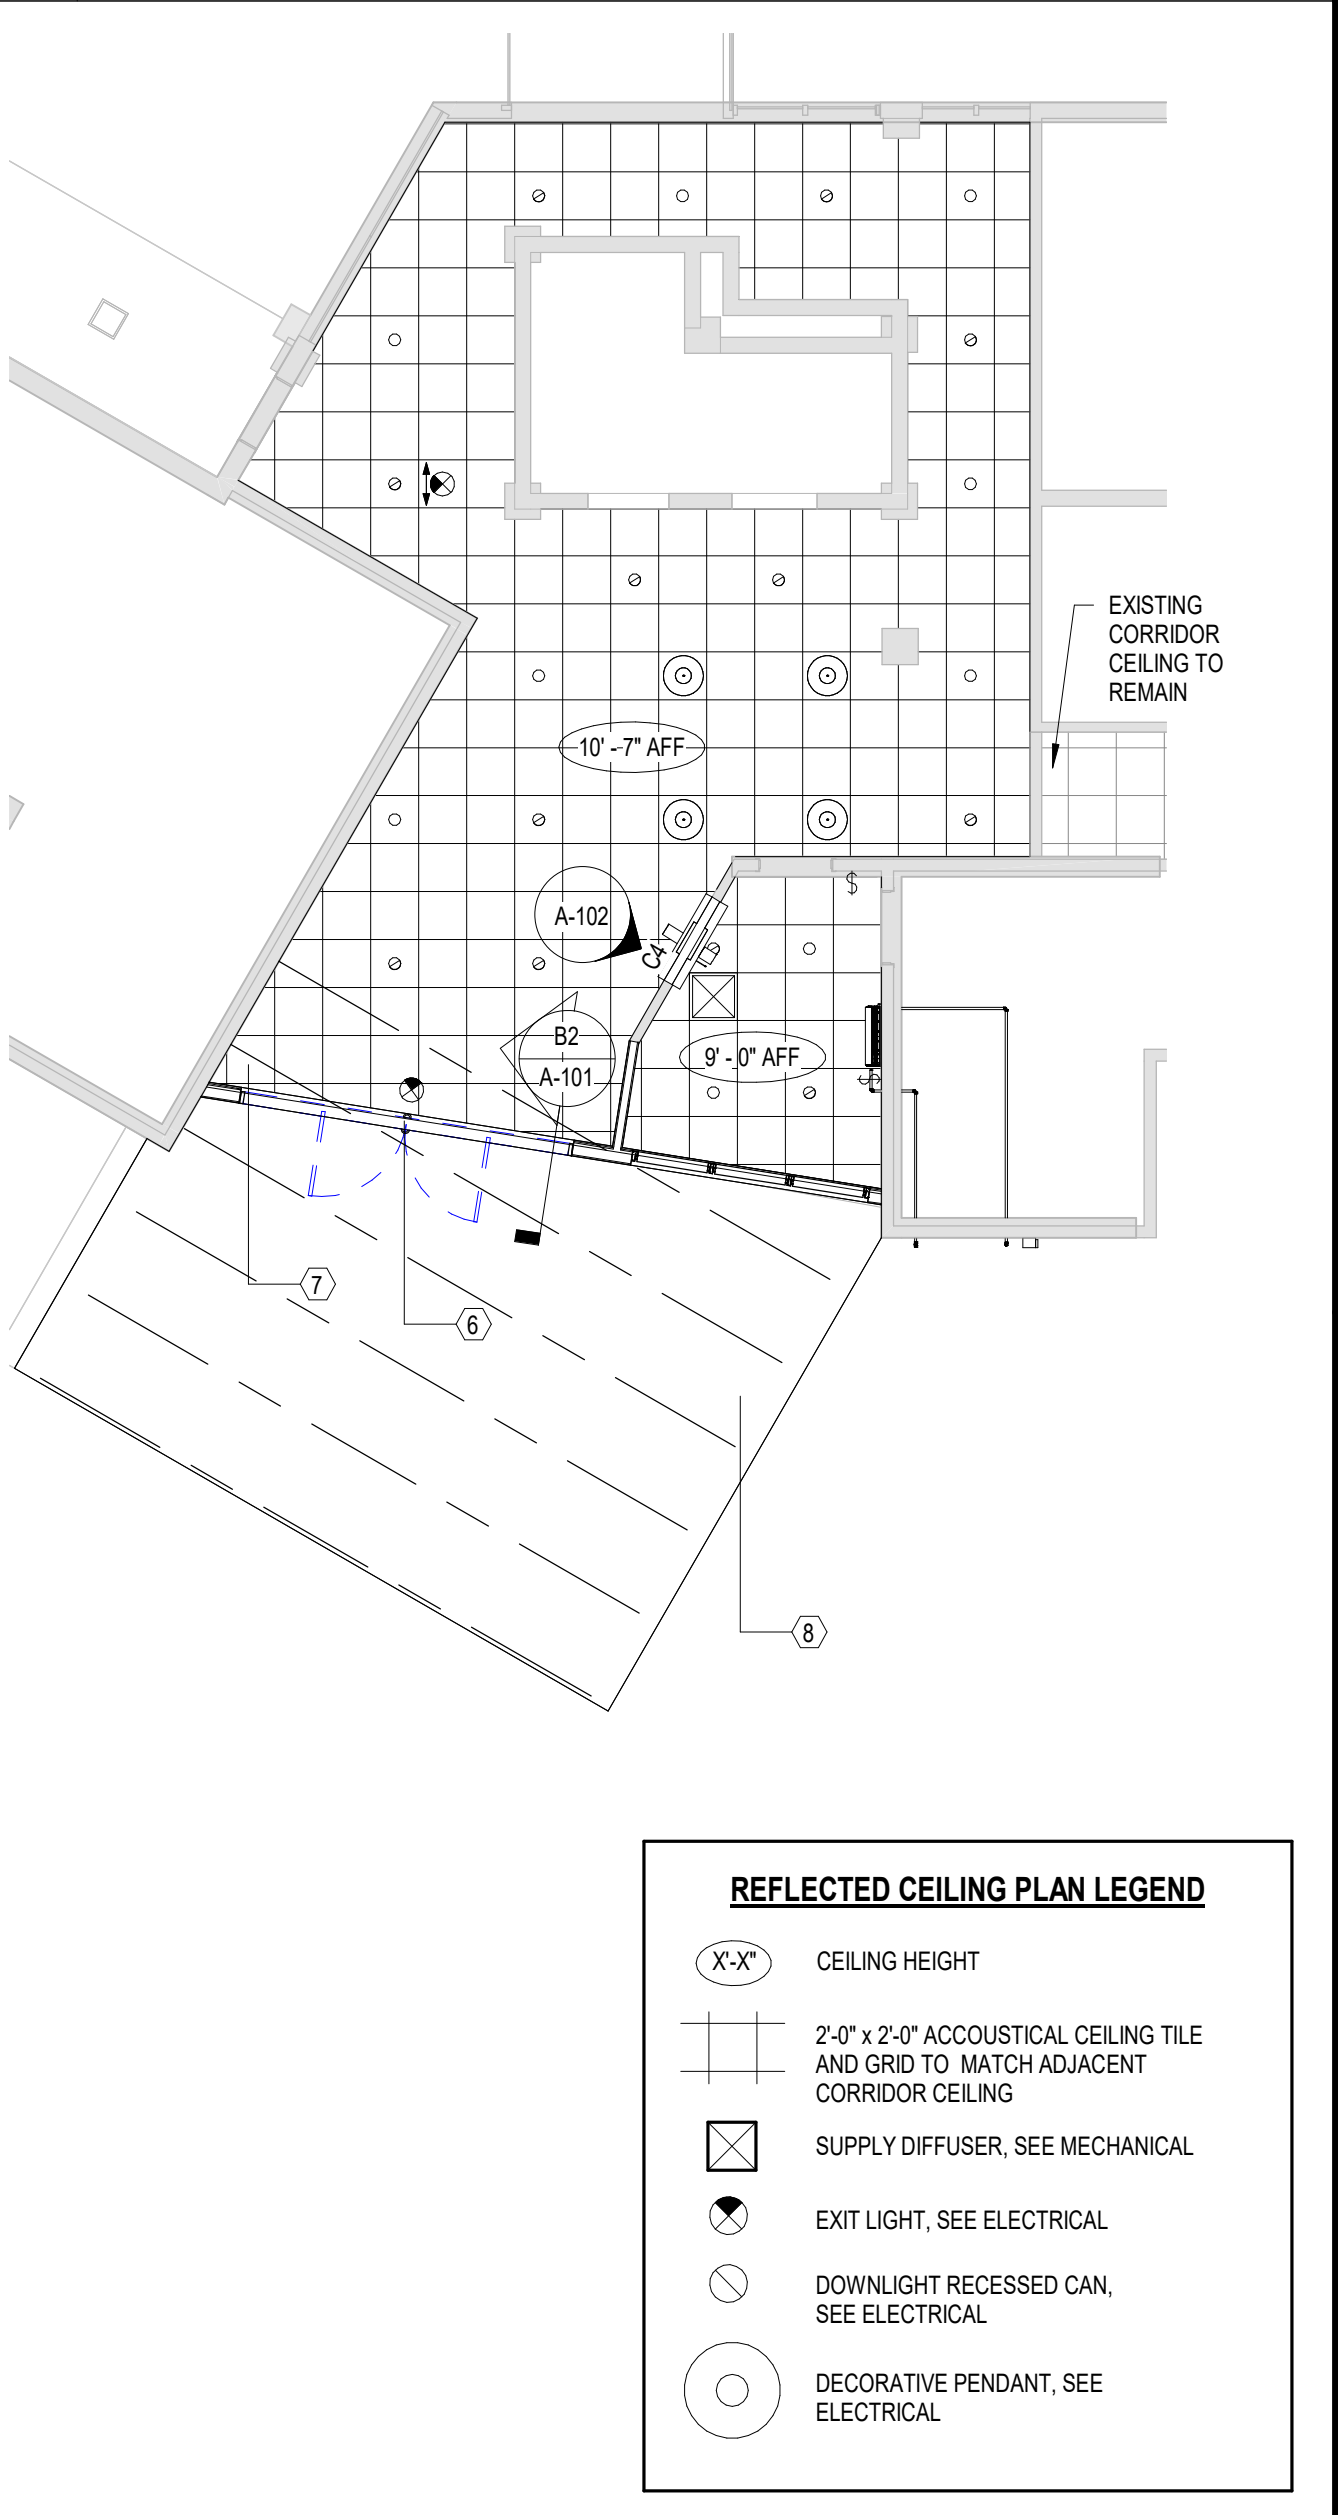 EXISTING
CORRIDOR
CEILING TO
REMAIN
10' -7" AFF
A-102
C4
$
B2
A-101
9' - 0" AFF
$
7
6
8
REFLECTED CEILING PLAN LEGEND
X'-X"
CEILING HEIGHT
2'-0" x 2'-0" ACCOUSTICAL CEILING TILE
AND GRID TO MATCH ADJACENT
CORRIDOR CEILING
SUPPLY DIFFUSER, SEE MECHANICAL
EXIT LIGHT, SEE ELECTRICAL
DOWNLIGHT RECESSED CAN,
SEE ELECTRICAL
DECORATIVE PENDANT, SEE
ELECTRICAL